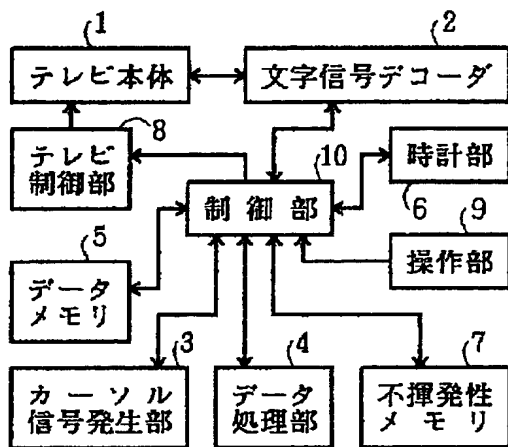 1
2
テレビ本体
文字信号デコーダ
8
テレビ
制御部
10
時計部
制御部
6
9
5
操作部
データ
メモリ
3
4
7
カーソル
信号発生部
データ
処理部
不揮発性
メモリ